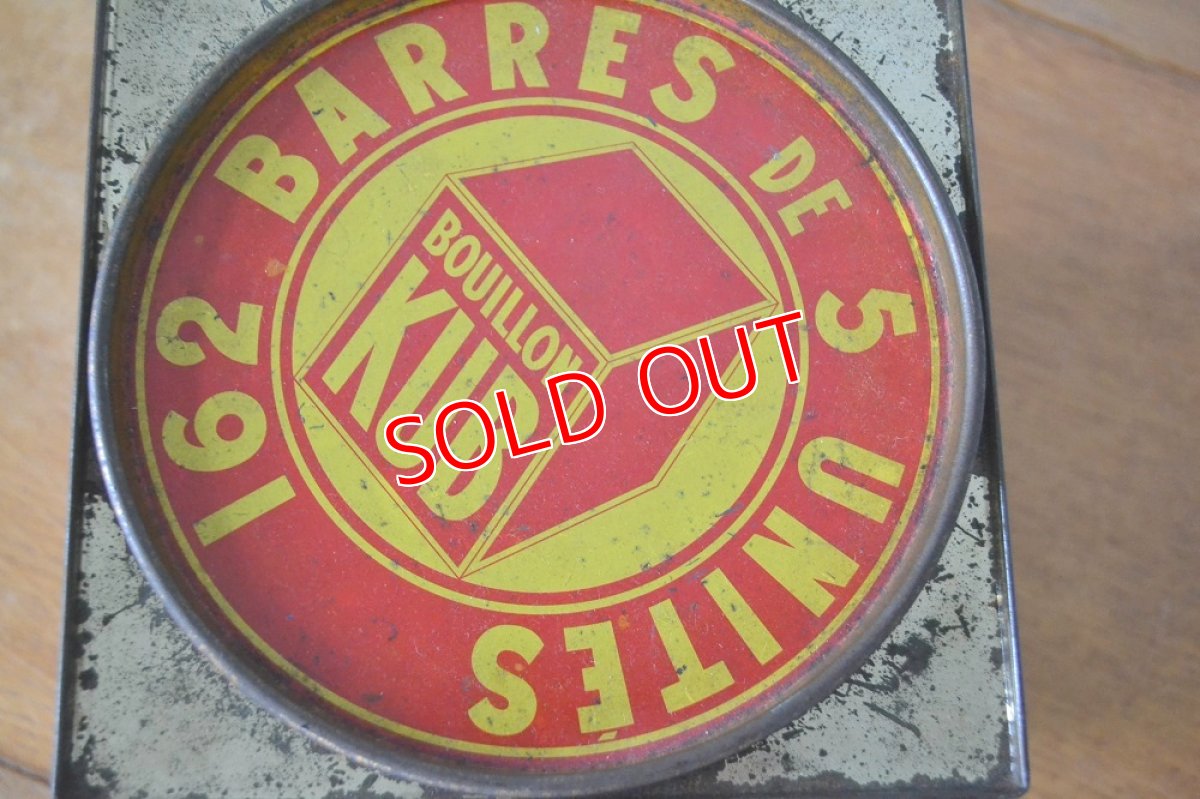 162 BARRES DE 5 UNITÉS
BOUILLON
KUB
SOLD OUT